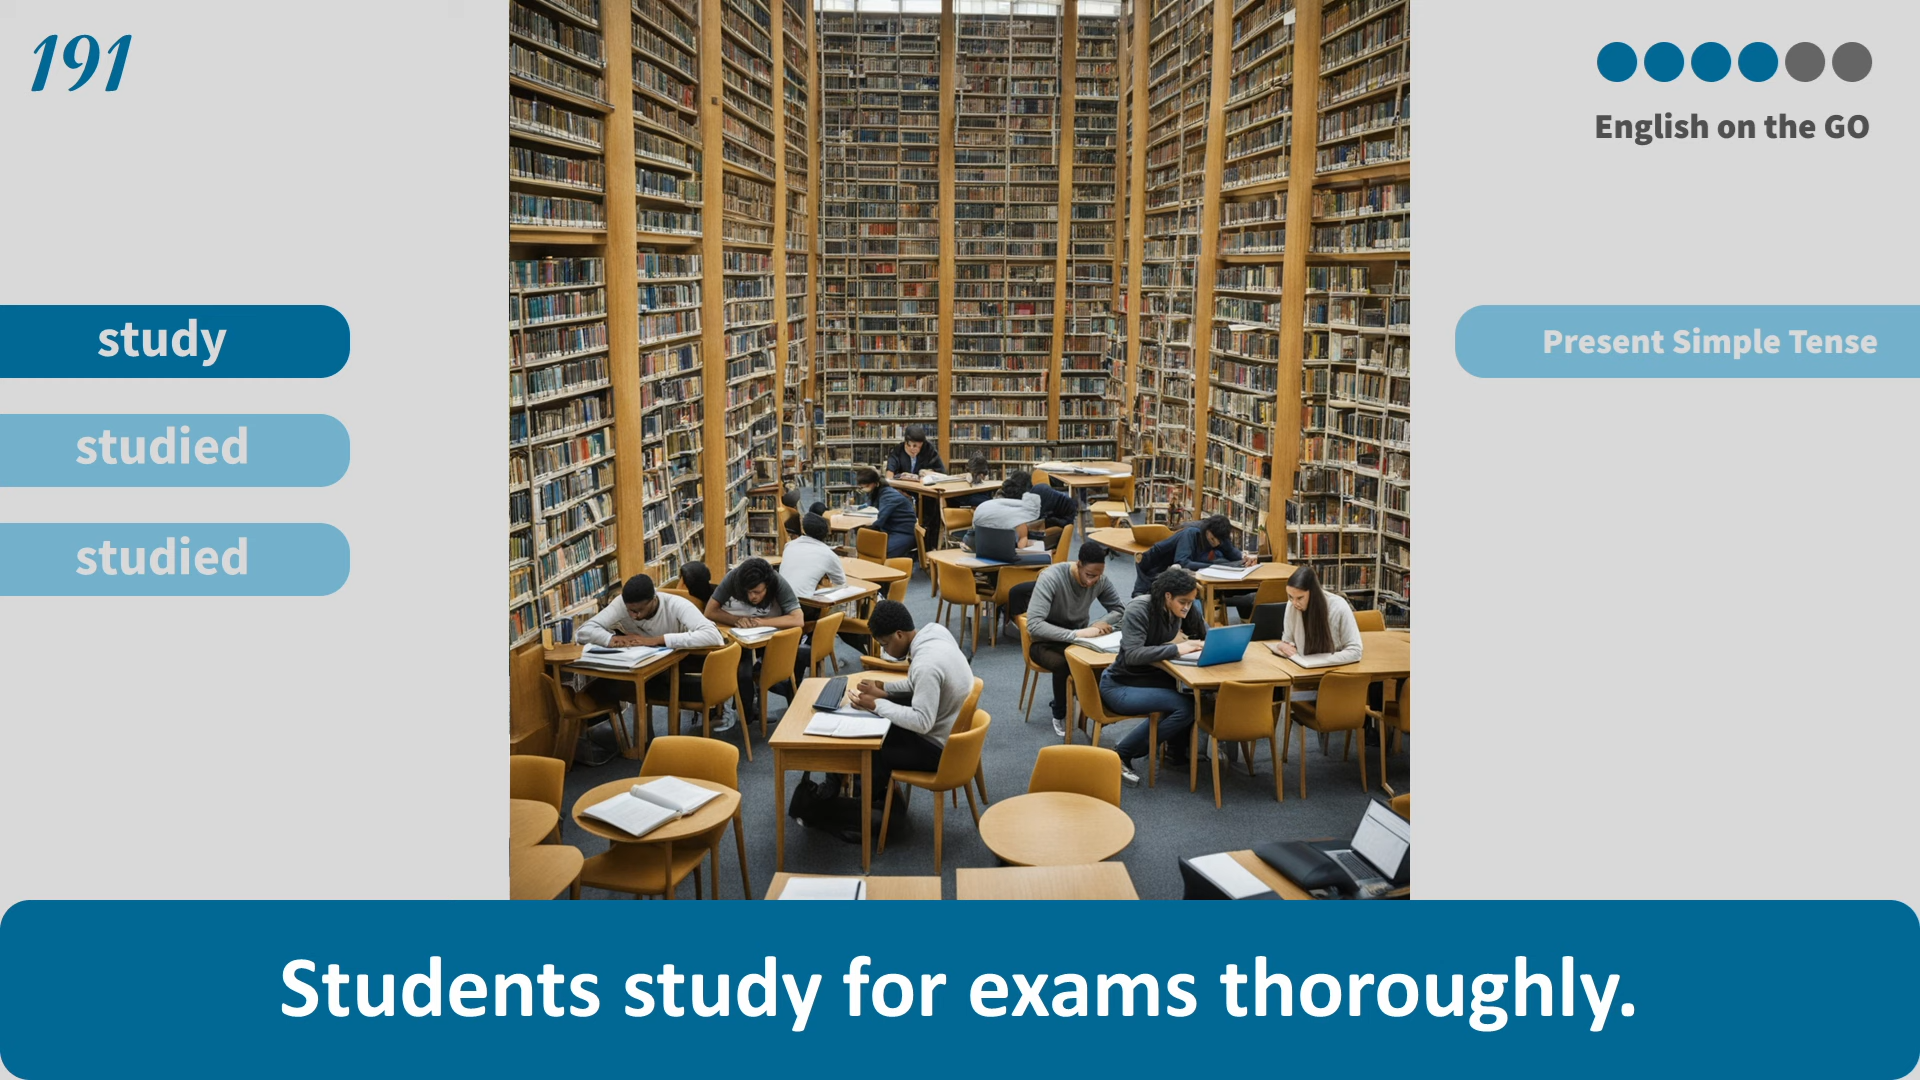 191
English on the GO
study
studied
studied
Present Simple Tense
Students study for exams thoroughly.